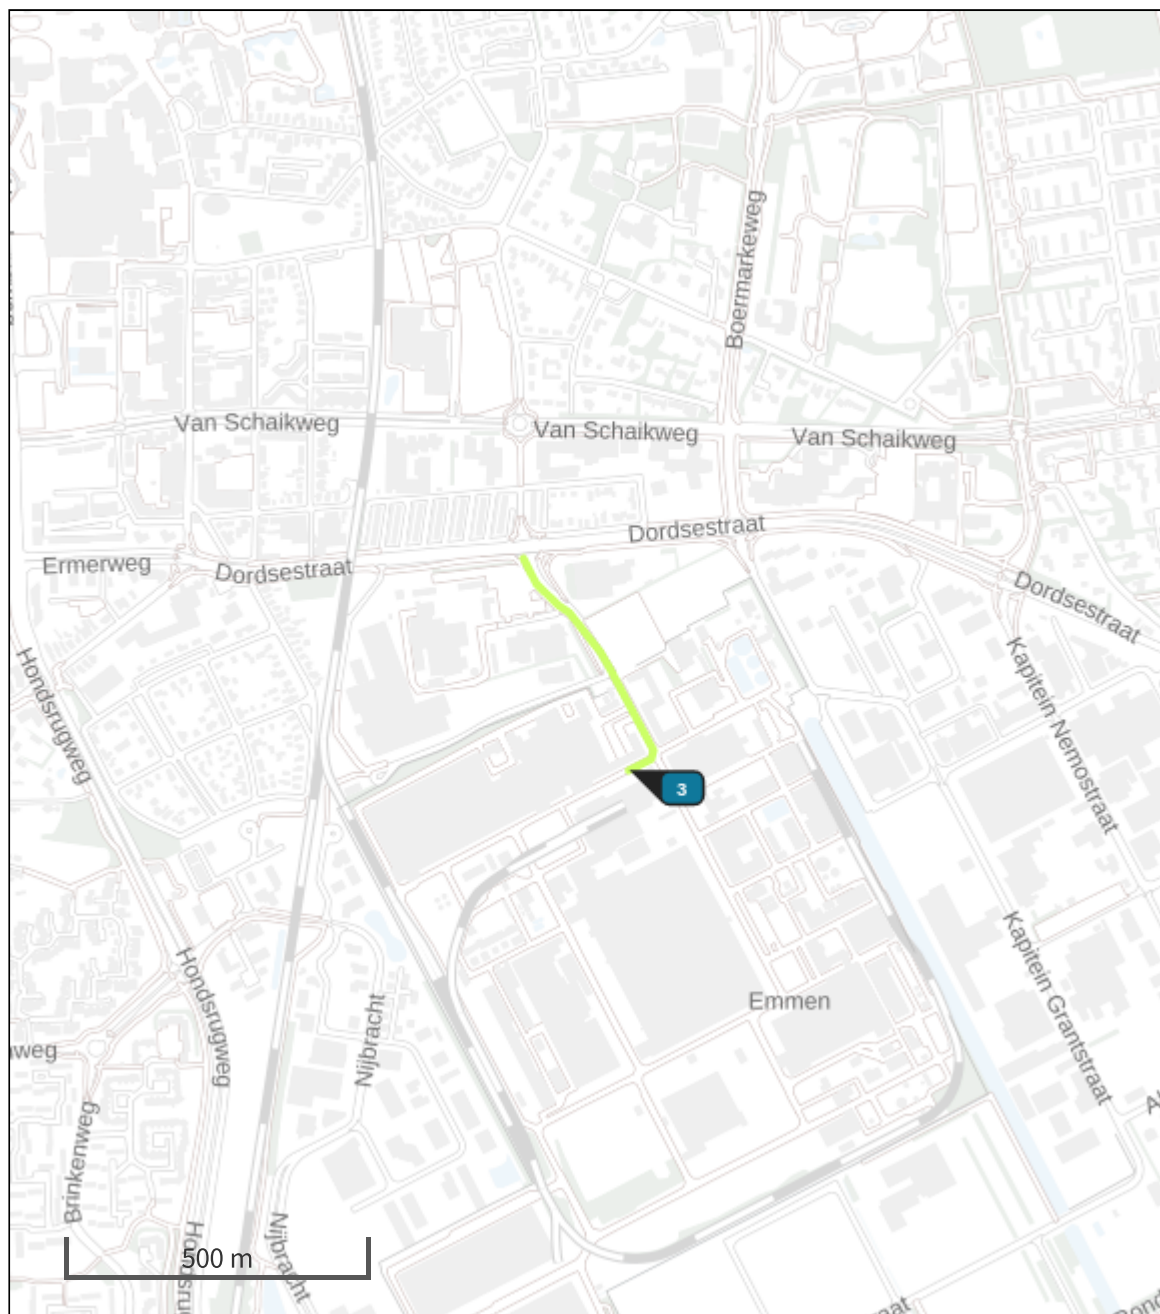 Boermarkeweg
Van Schaikweg
Van Schaikweg
Van Schaikweg
Dordsestraat
Ermerweg
Dordsestraat
Dordsestraat
Hondsrugweg
Kapitein Nemostraat
3
Hondsrugweg
Kapitein Grantstraat
Emmen
Nijbracht
Brinkenweg
500 m
Nijbracht